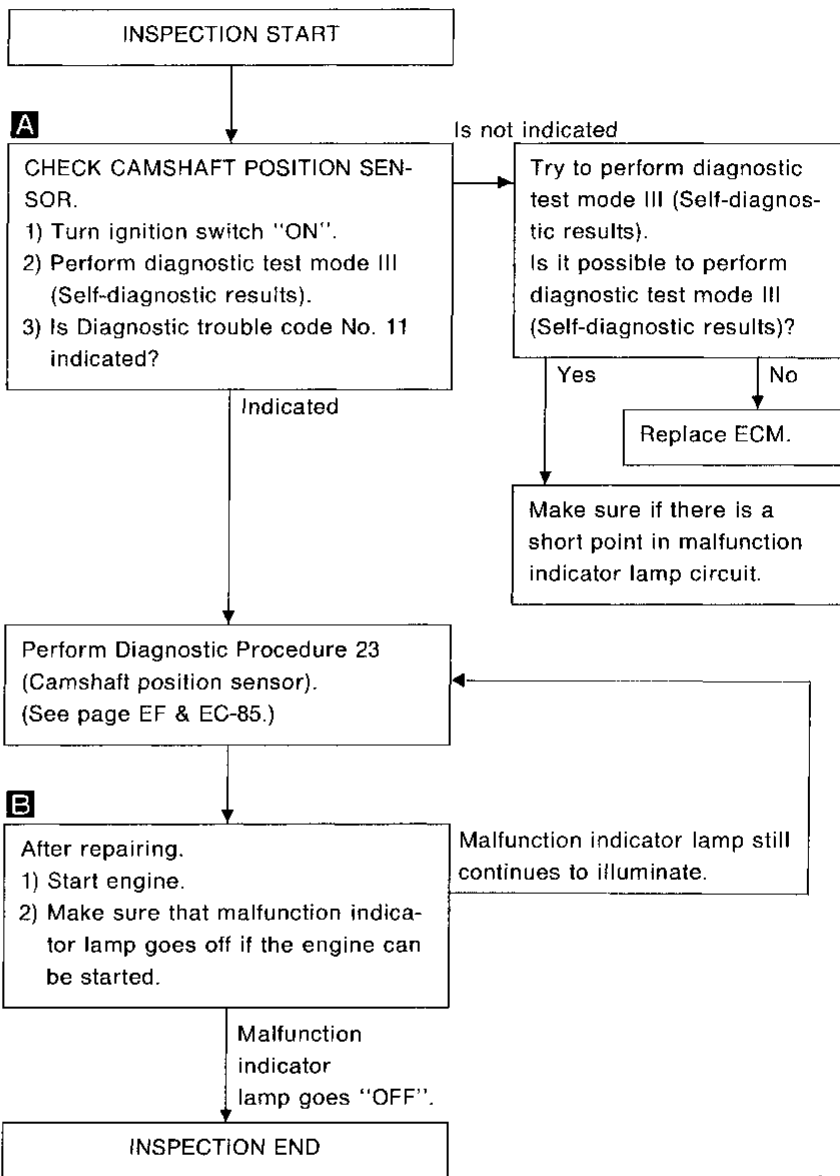 INSPECTION START
A
CHECK CAMSHAFT POSITION SEN-
SOR.
1) Turn ignition switch "ON".
2) Perform diagnostic test mode III
(Self-diagnostic results).
3) Is Diagnostic trouble code No. 11
indicated?
Is not indicated
Try to perform diagnostic
test mode III (Self-diagnos-
tic results).
Is it possible to perform
diagnostic test mode III
(Self-diagnostic results)?
Yes
No
Replace ECM.
Make sure if there is a
short point in malfunction
indicator lamp circuit.
Indicated
Perform Diagnostic Procedure 23
(Camshaft position sensor).
(See page EF & EC-85.)
B
After repairing.
1) Start engine.
2) Make sure that malfunction indica-
tor lamp goes off if the engine can
be started.
Malfunction indicator lamp still
continues to illuminate.
Malfunction
indicator
lamp goes "OFF".
INSPECTION END